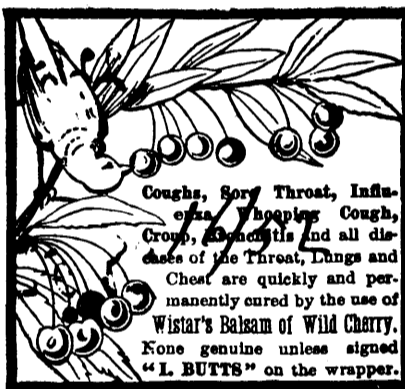 Coughs, Sore Throat, Influ-
enza, Whooping Cough,
Croup, Bronchitis and all dis-
eases of the Throat, Lungs and
Chest are quickly and per-
manently cured by the use of
Wistar's Balsam of Wild Cherry.
None genuine unless signed
"I. BUTTS" on the wrapper.